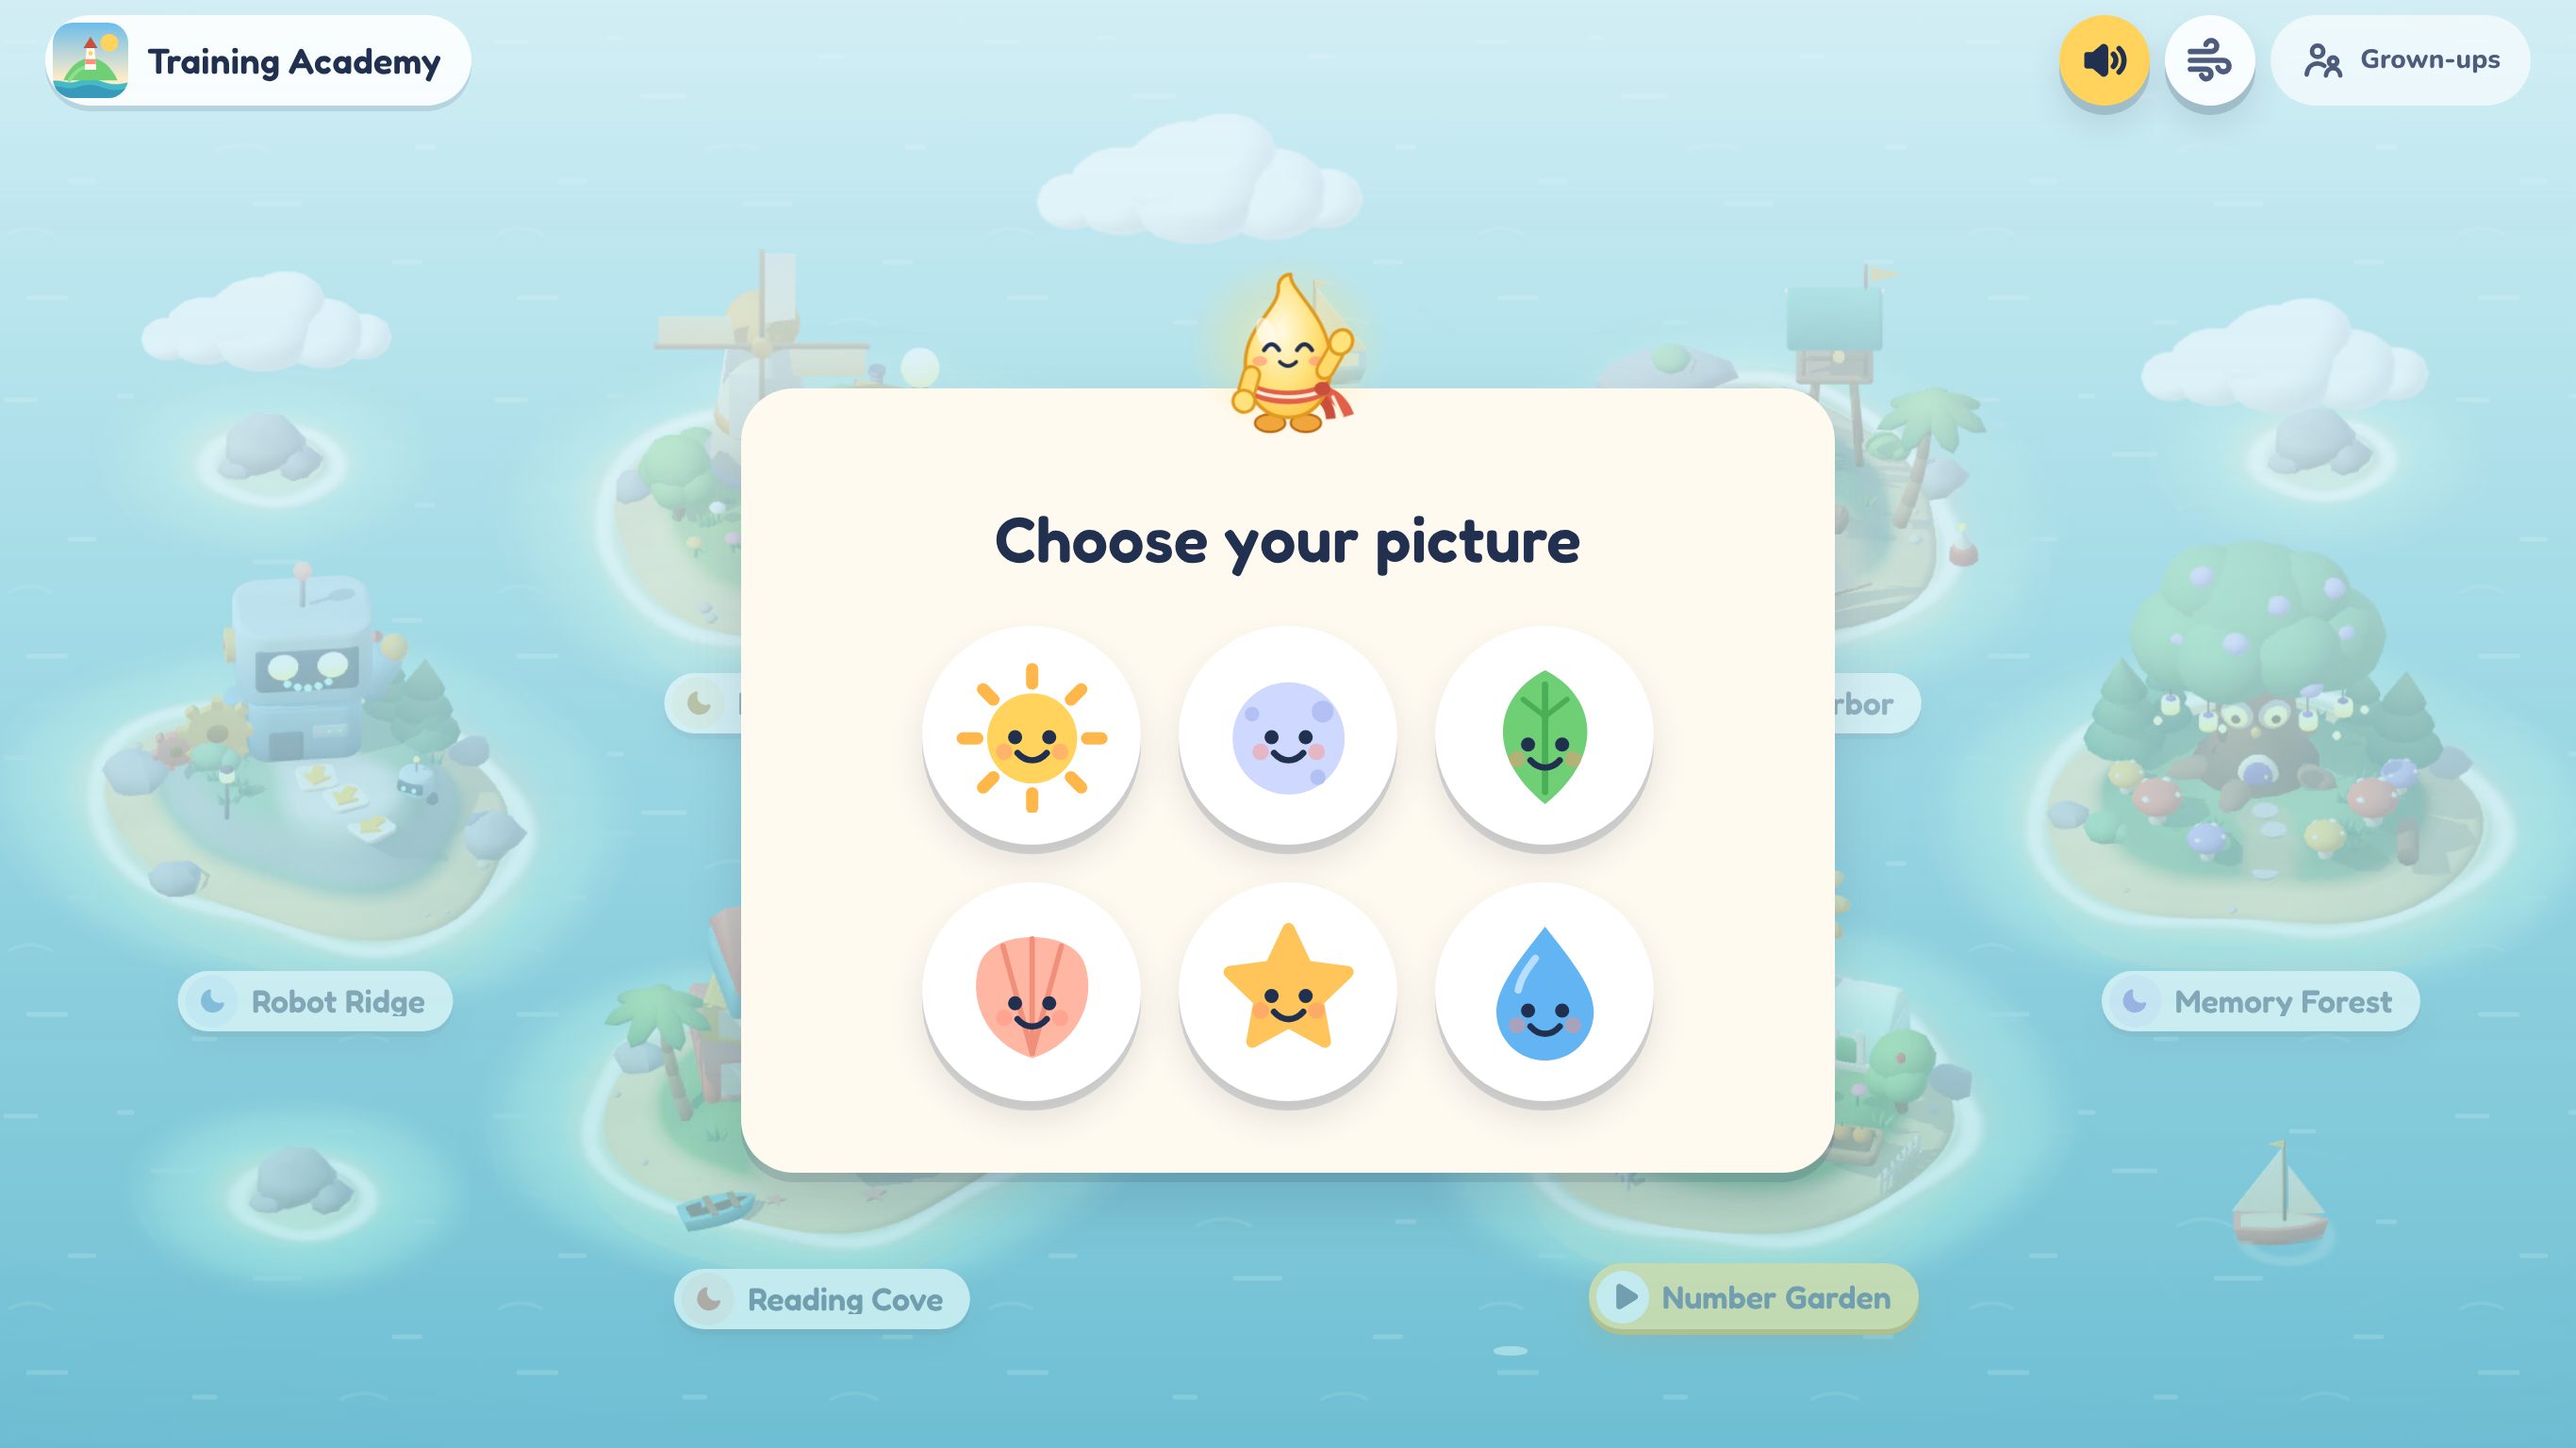 Training Academy
Grown-ups
Choose your picture
rbor
Robot Ridge
Memory Forest
Reading Cove
Number Garden